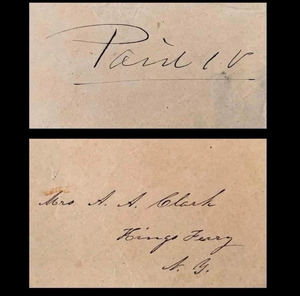 Paid 10
Mrs A. A. Clark
Kings Ferry
N. Y.